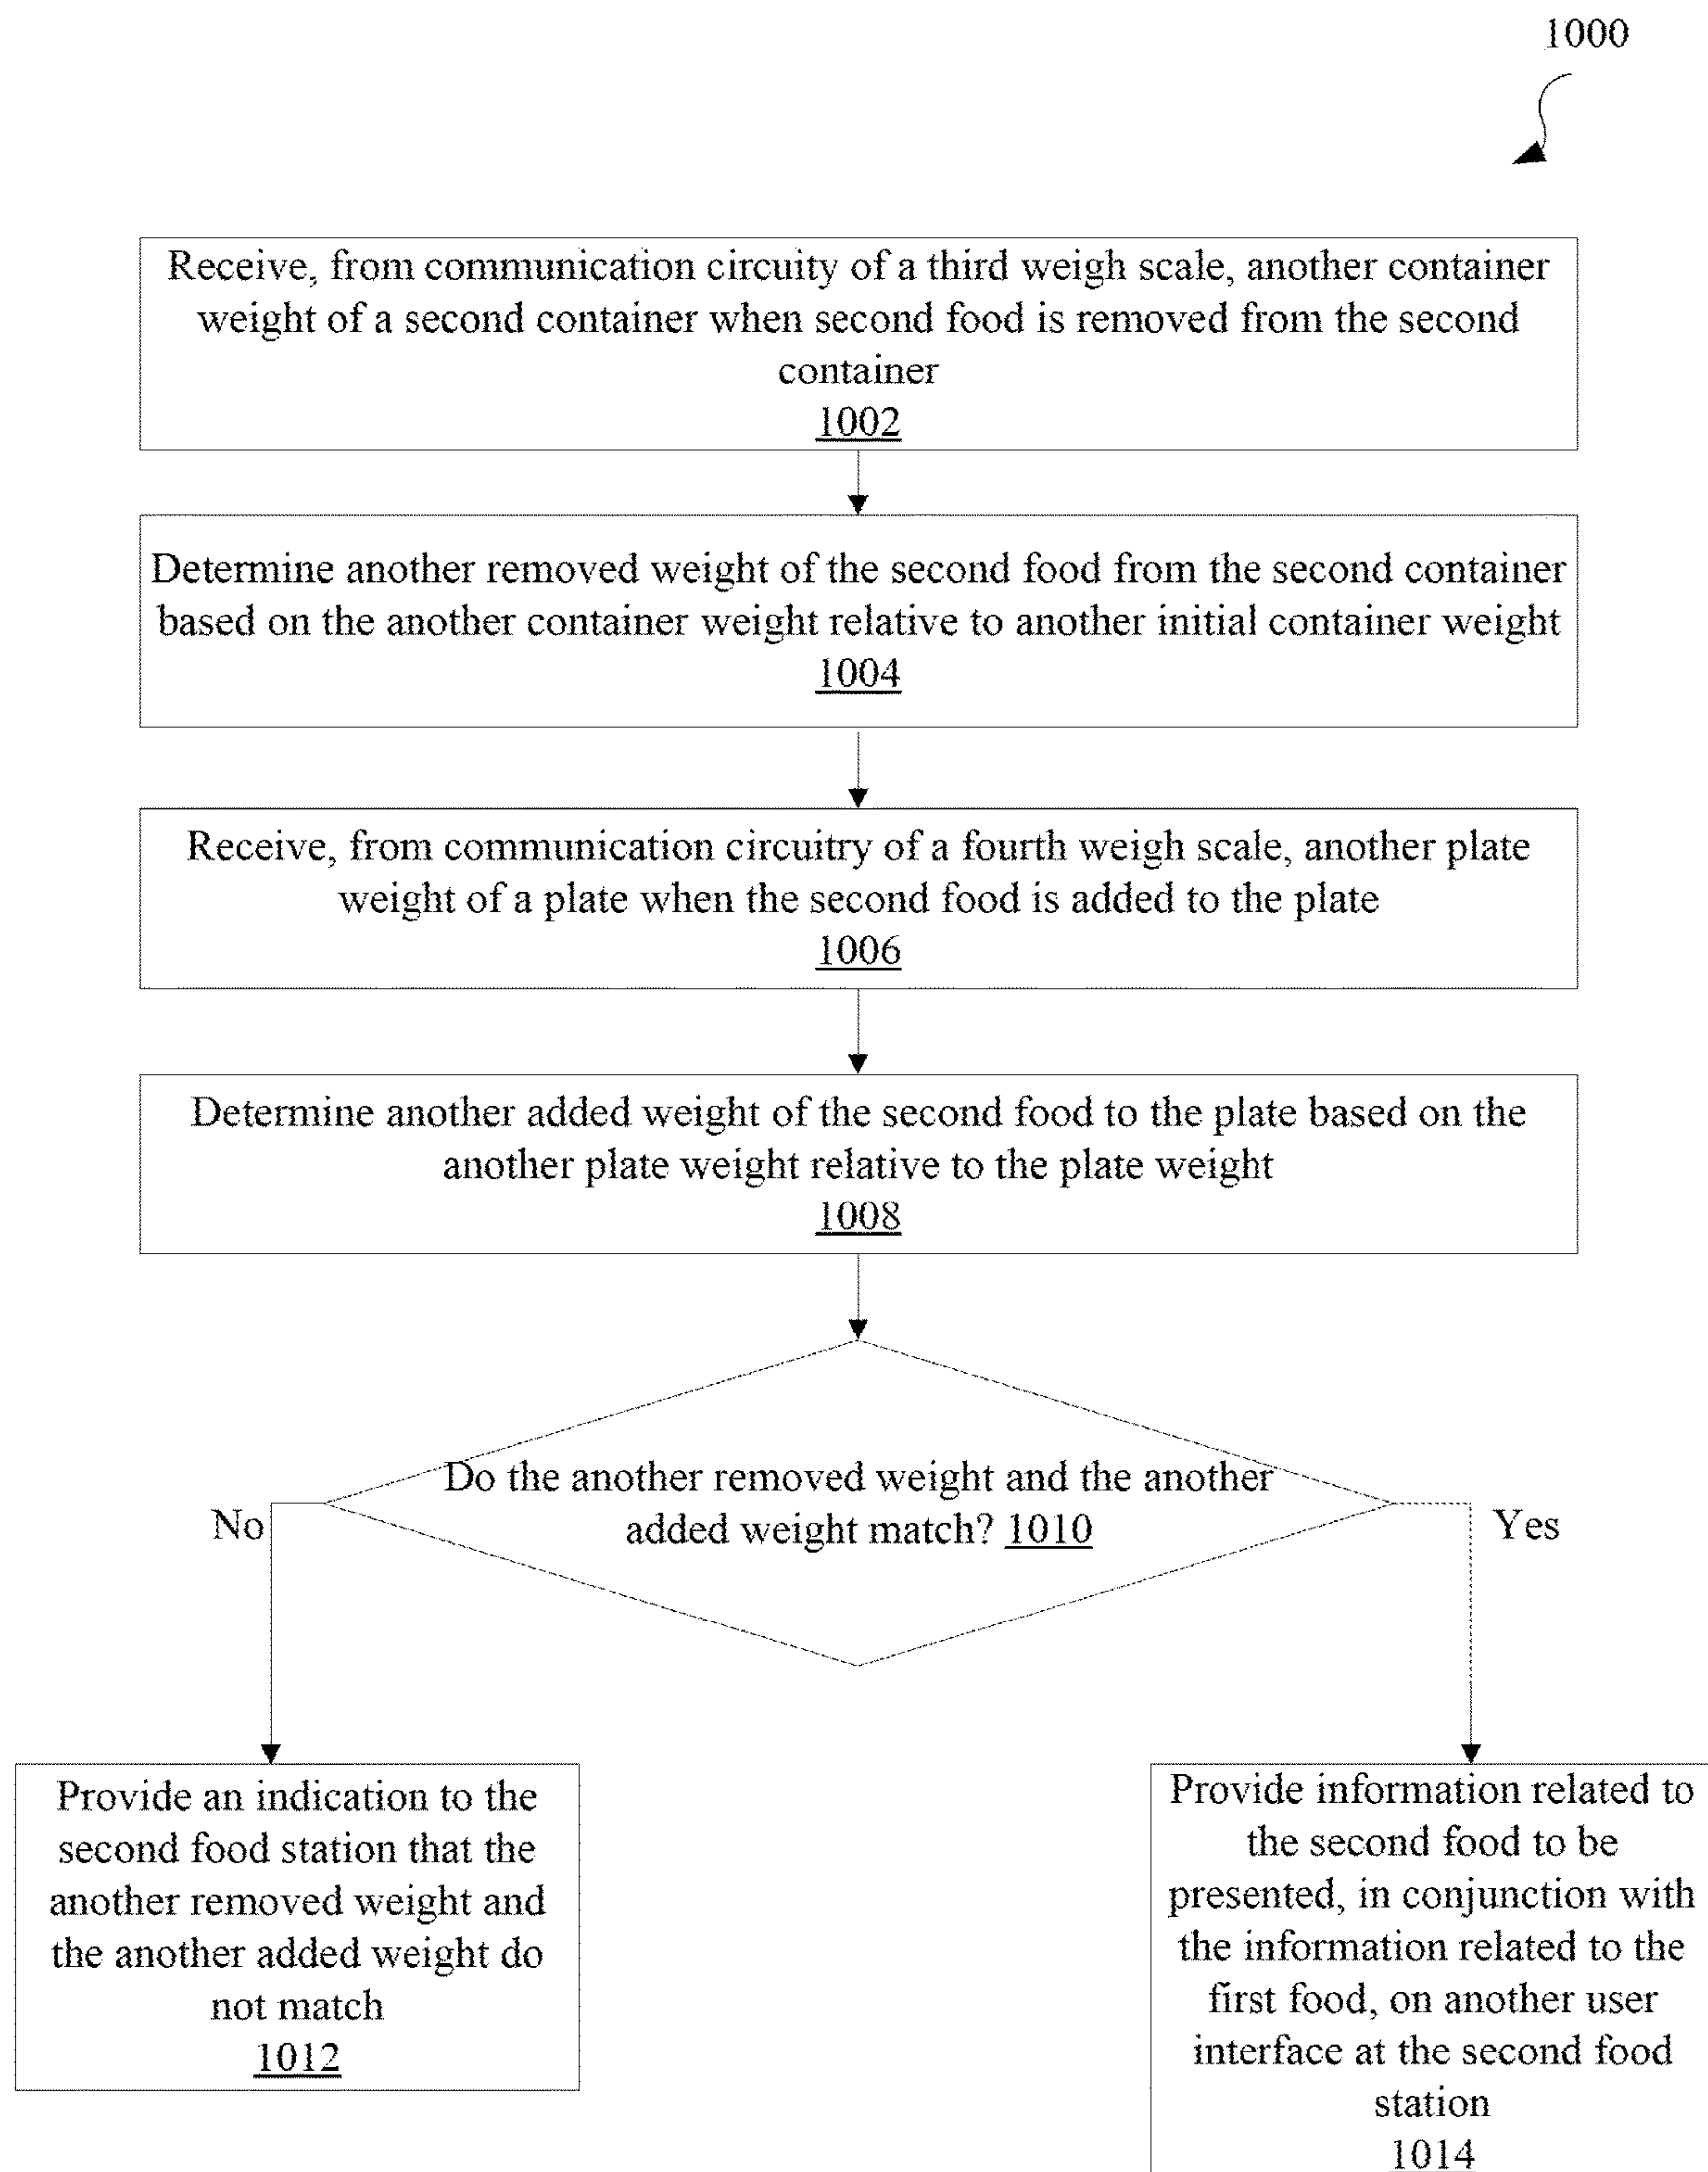 1000
Receive, from communication circuity of a third weigh scale, another container
weight of a second container when second food is removed from the second
container
1002
Determine another removed weight of the second food from the second container
based on the another container weight relative to another initial container weight
1004
Receive, from communication circuitry of a fourth weigh scale, another plate
weight of a plate when the second food is added to the plate
1006
Determine another added weight of the second food to the plate based on the
another plate weight relative to the plate weight
1008
Do the another removed weight and the another
added weight match? 1010
No
Yes
Provide an indication to the
second food station that the
another removed weight and
the another added weight do
not match
1012
Provide information related to
the second food to be
presented, in conjunction with
the information related to the
first food, on another user
interface at the second food
station
1014